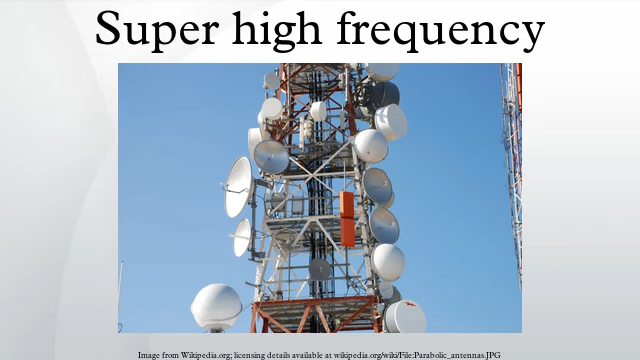 Super high frequency
Image from Wikipedia.org; licensing details available at wikipedia.org/wiki/File:Parabolic_antennas.JPG